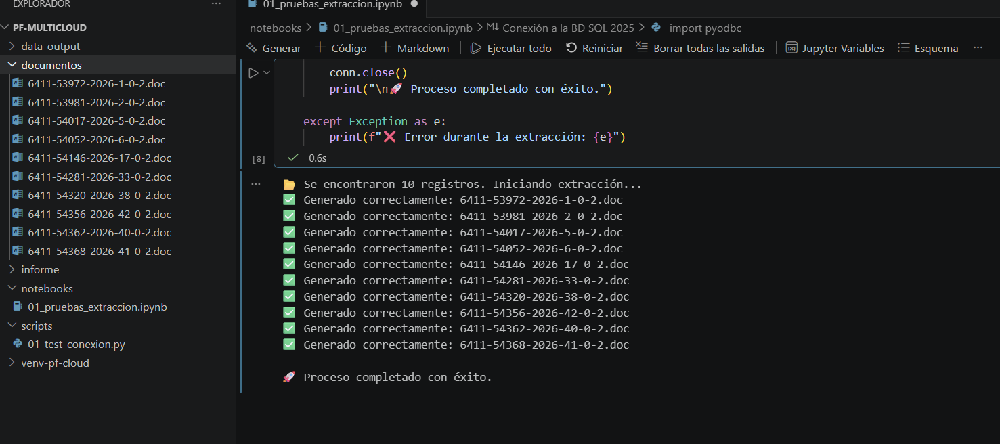 EXPLORADOR ···
PF-MULTICLOUD
data_output
documentos
6411-53972-2026-1-0-2.doc
6411-53981-2026-2-0-2.doc
6411-54017-2026-5-0-2.doc
6411-54052-2026-6-0-2.doc
6411-54146-2026-17-0-2.doc
6411-54281-2026-33-0-2.doc
6411-54320-2026-38-0-2.doc
6411-54356-2026-42-0-2.doc
6411-54362-2026-40-0-2.doc
6411-54368-2026-41-0-2.doc
informe
notebooks
01_pruebas_extraccion.ipynb
scripts
01_test_conexion.py
venv-pf-cloud
01_pruebas_extraccion.ipynb ●
notebooks > 01_pruebas_extraccion.ipynb > M↓ Conexión a la BD SQL 2025 > import pyodbc
Generar + Código + Markdown | Ejecutar todo Reiniciar Borrar todas las salidas | Jupyter Variables Esquema ···
conn.close()
print("\n🚀 Proceso completado con éxito.")
except Exception as e:
print(f"❌ Error durante la extracción: {e}")
[8] ✓ 0.6s
··· 📂 Se encontraron 10 registros. Iniciando extracción...
✅ Generado correctamente: 6411-53972-2026-1-0-2.doc
✅ Generado correctamente: 6411-53981-2026-2-0-2.doc
✅ Generado correctamente: 6411-54017-2026-5-0-2.doc
✅ Generado correctamente: 6411-54052-2026-6-0-2.doc
✅ Generado correctamente: 6411-54146-2026-17-0-2.doc
✅ Generado correctamente: 6411-54281-2026-33-0-2.doc
✅ Generado correctamente: 6411-54320-2026-38-0-2.doc
✅ Generado correctamente: 6411-54356-2026-42-0-2.doc
✅ Generado correctamente: 6411-54362-2026-40-0-2.doc
✅ Generado correctamente: 6411-54368-2026-41-0-2.doc
🚀 Proceso completado con éxito.